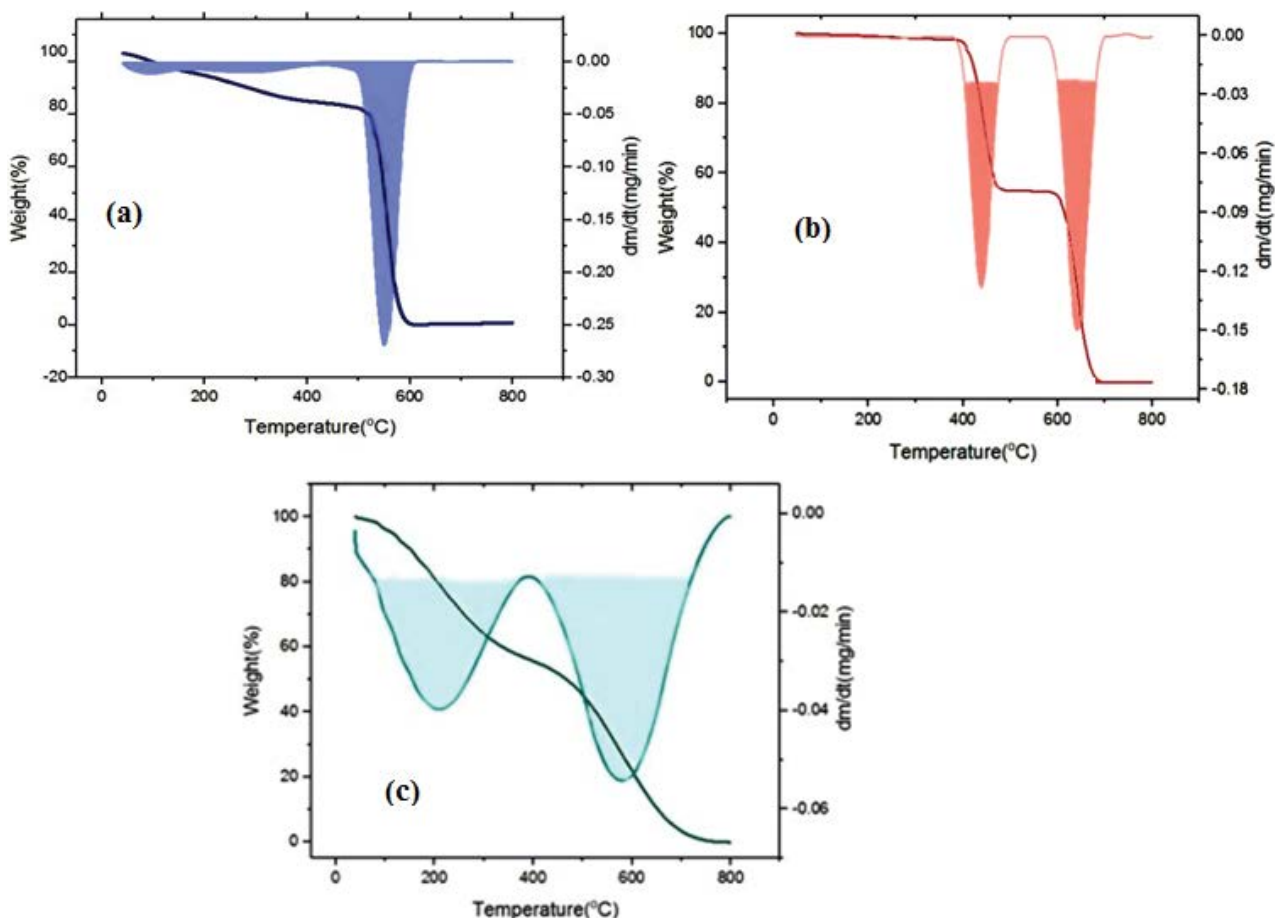 100
80
60
40
20
0
-20
Weight(%)
(a)
0.00
-0.05
-0.10
-0.15
-0.20
-0.25
-0.30
dm/dt(mg/min)
0 200 400 600 800
Temperature(°C)
100
80
60
40
20
0
Weight(%)
(b)
0.00
-0.03
-0.06
-0.09
-0.12
-0.15
-0.18
dm/dt(mg/min)
0 200 400 600 800
Temperature(°C)
100
80
60
40
20
0
Weight(%)
(c)
0.00
-0.02
-0.04
-0.06
dm/dt(mg/min)
0 200 400 600 800
Temperature(°C)